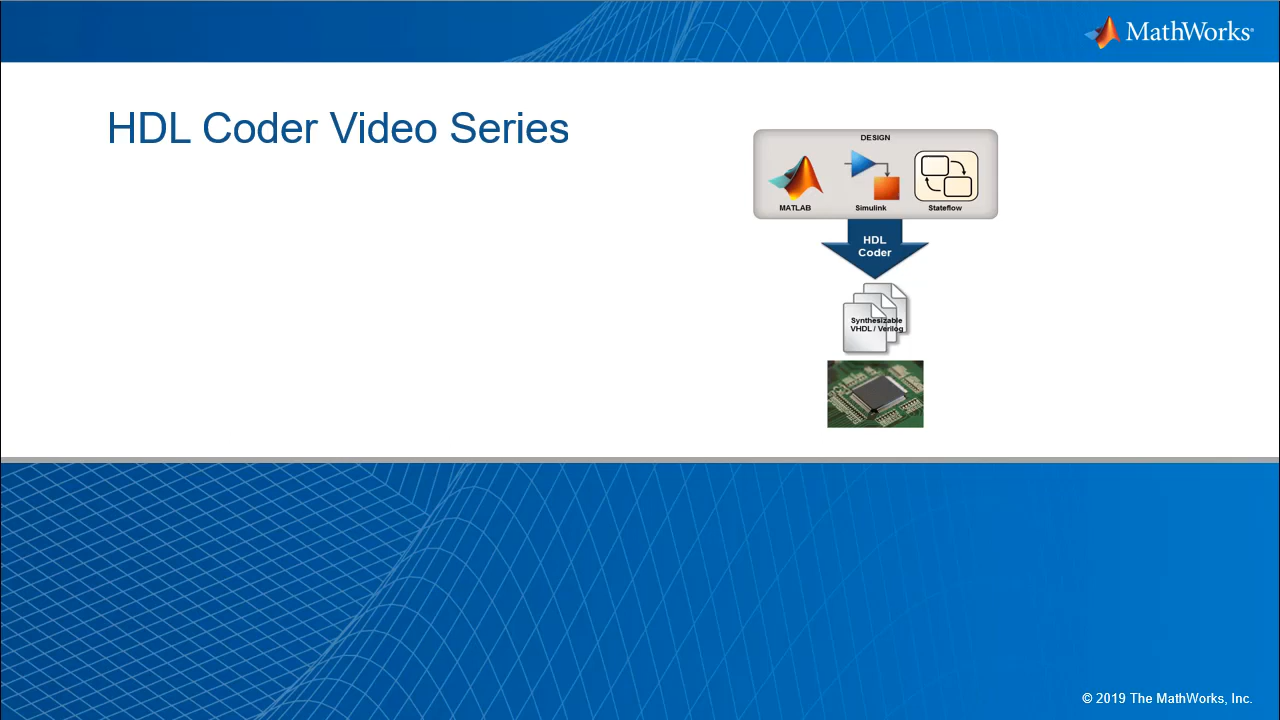 MathWorks®
HDL Coder Video Series
DESIGN
MATLAB
Simulink
Stateflow
HDL
Coder
Synthesizable
VHDL / Verilog
© 2019 The MathWorks, Inc.